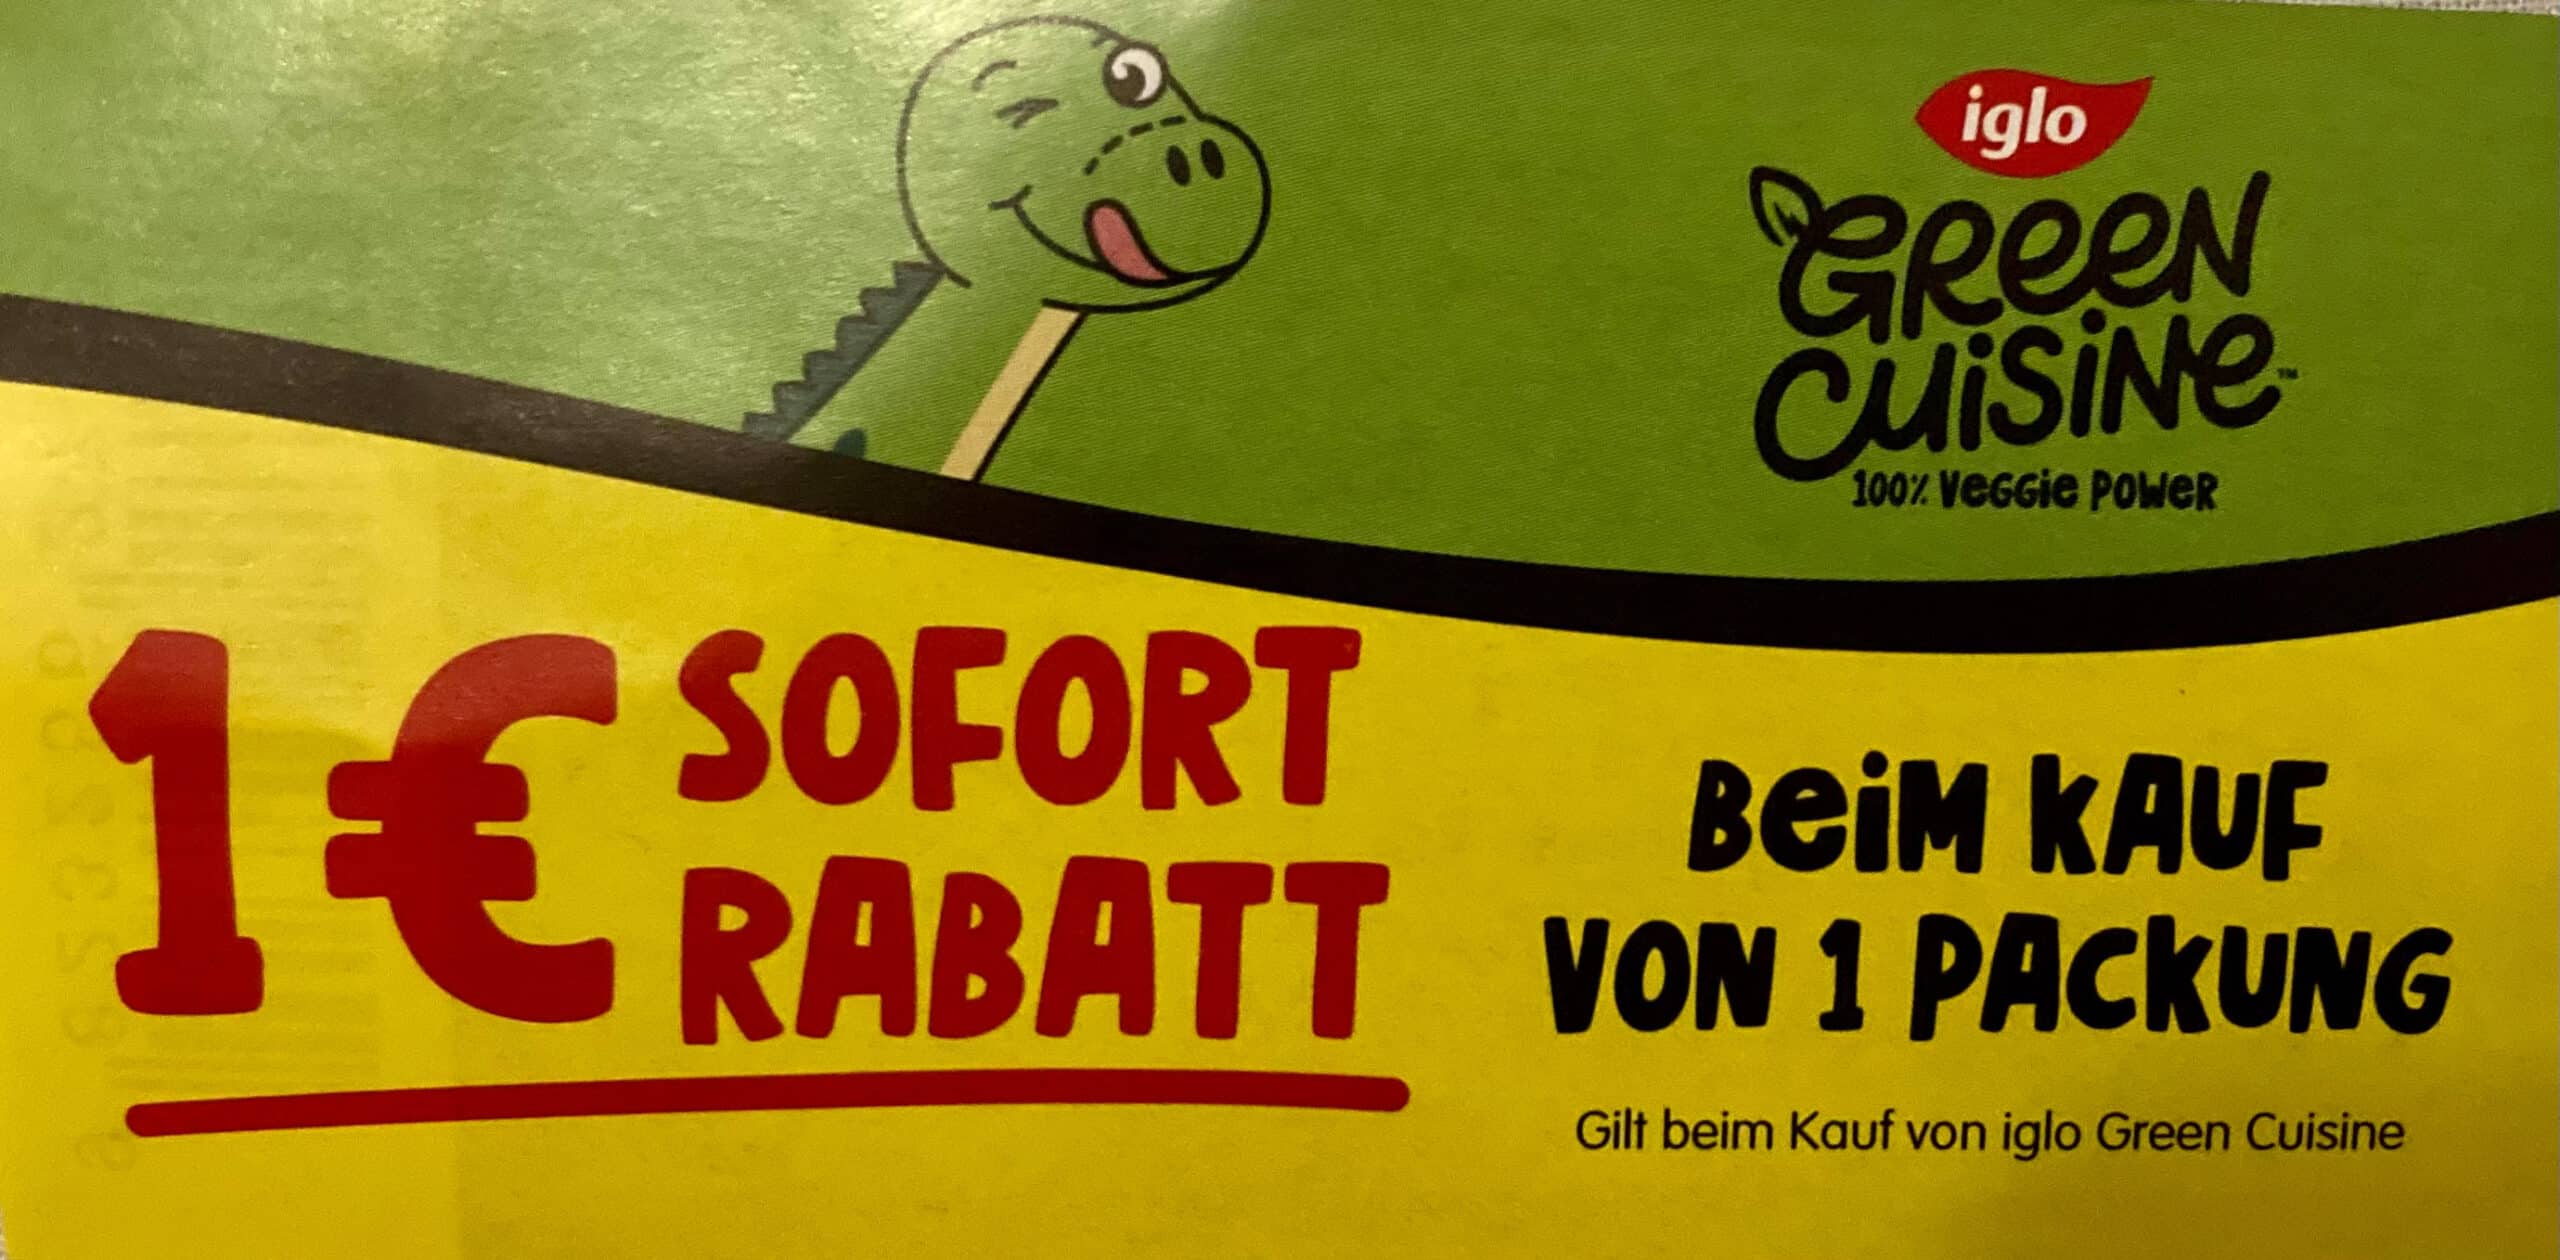 iglo
GREEN
CUISINE™
100% VEGGIE POWER
1€ SOFORT
RABATT
BEIM KAUF
VON 1 PACKUNG
Gilt beim Kauf von iglo Green Cuisine